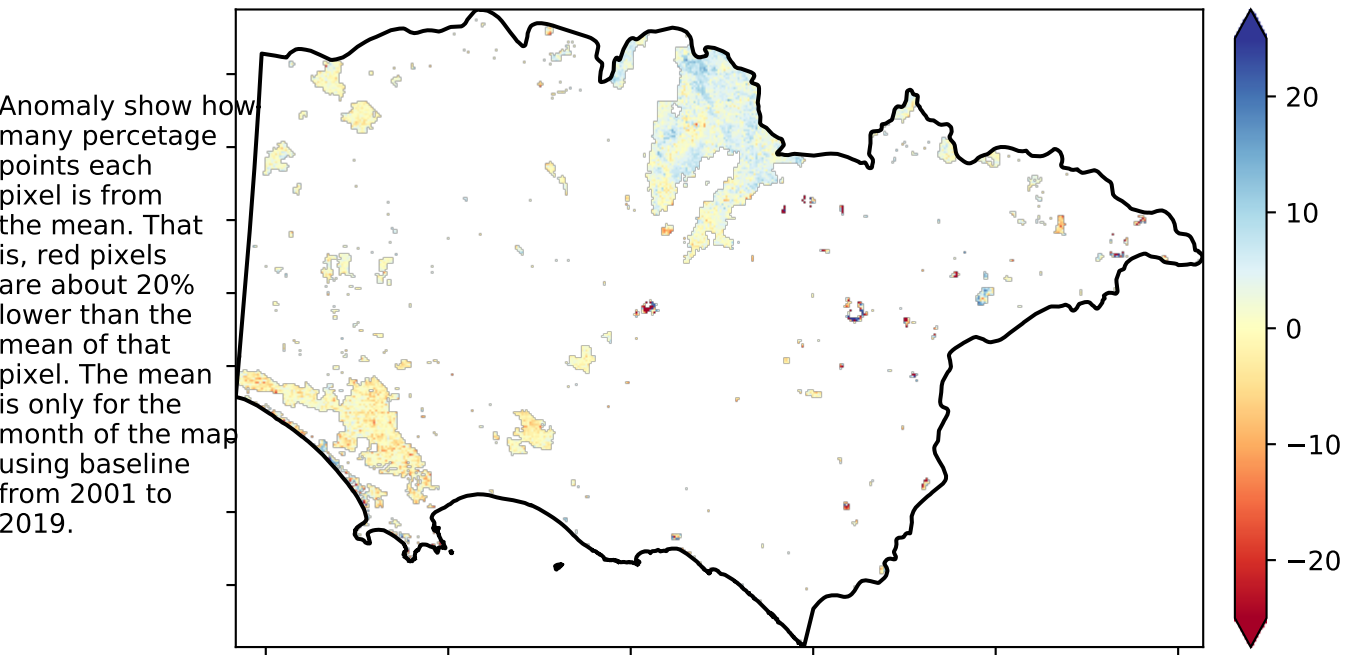 Anomaly show how
many percetage
points each
pixel is from
the mean. That
is, red pixels
are about 20%
lower than the
mean of that
pixel. The mean
is only for the
month of the map
using baseline
from 2001 to
2019.
20
10
0
−10
−20